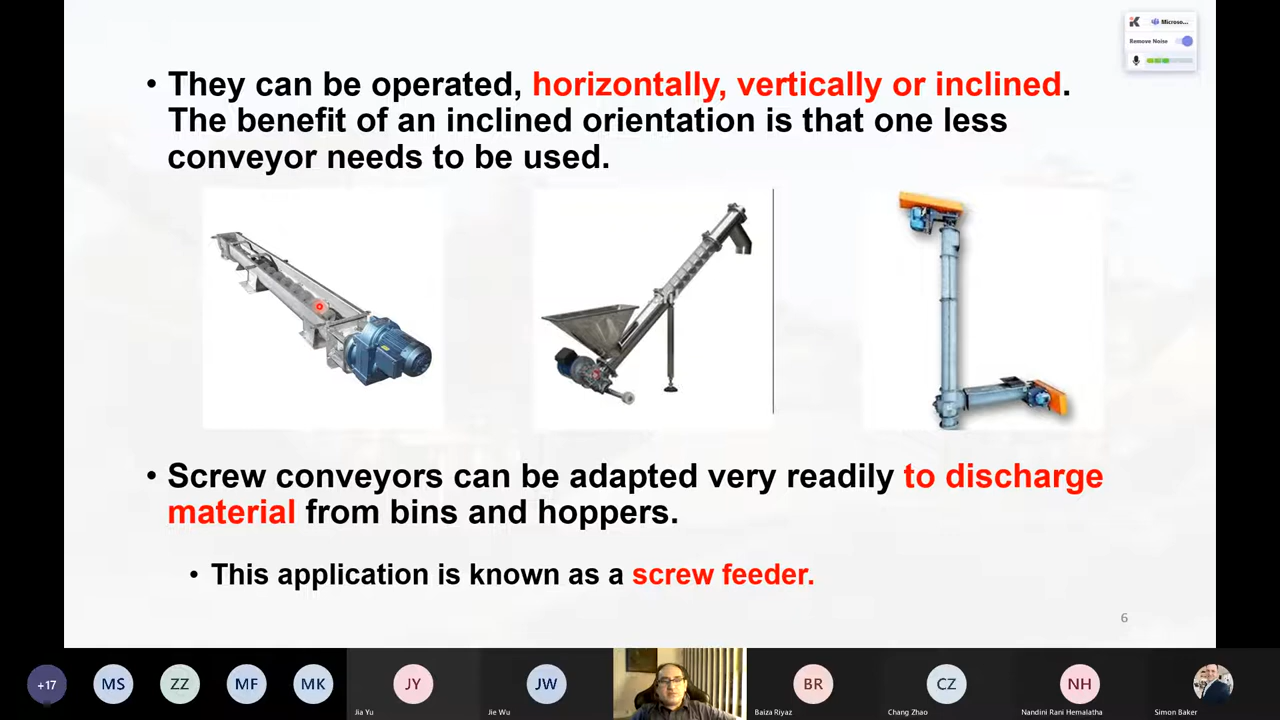 Microso...
Remove Noise
• They can be operated, horizontally, vertically or inclined.
The benefit of an inclined orientation is that one less
conveyor needs to be used.
• Screw conveyors can be adapted very readily to discharge
material from bins and hoppers.
• This application is known as a screw feeder.
6
+17
MS
ZZ
MF
MK
JY
JW
BR
CZ
NH
Jia Yu
Jie Wu
Baiza Riyaz
Chang Zhao
Nandini Rani Hemalatha
Simon Baker